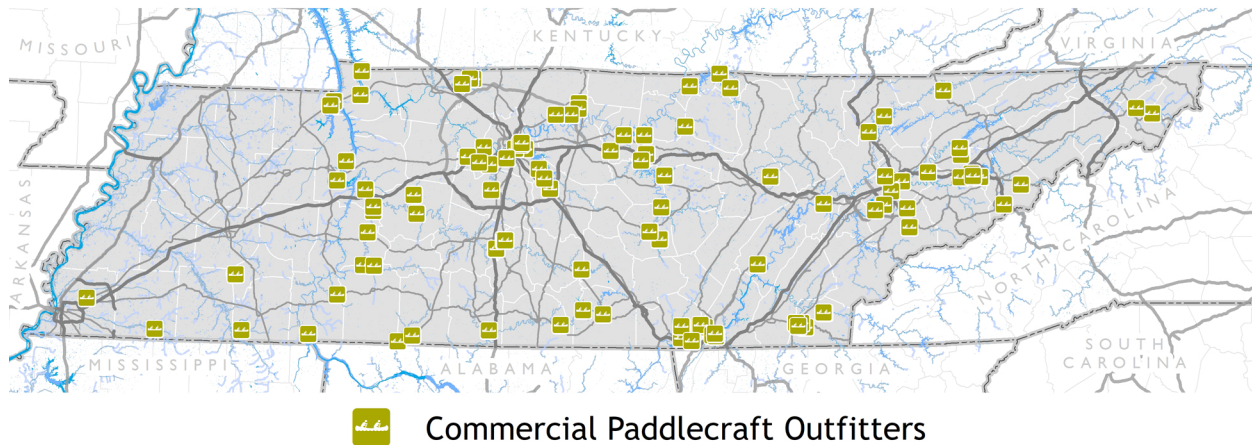 MISSOURI
KENTUCKY
VIRGINIA
ARKANSAS
NORTH CAROLINA
MISSISSIPPI
ALABAMA
GEORGIA
SOUTH
CAROLINA
Commercial Paddlecraft Outfitters